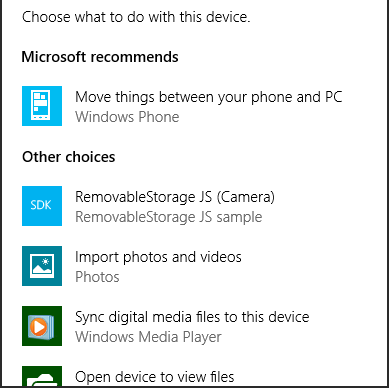 Choose what to do with this device.
Microsoft recommends
Move things between your phone and PC
Windows Phone
Other choices
SDK
RemovableStorage JS (Camera)
RemovableStorage JS sample
Import photos and videos
Photos
Sync digital media files to this device
Windows Media Player
Open device to view files